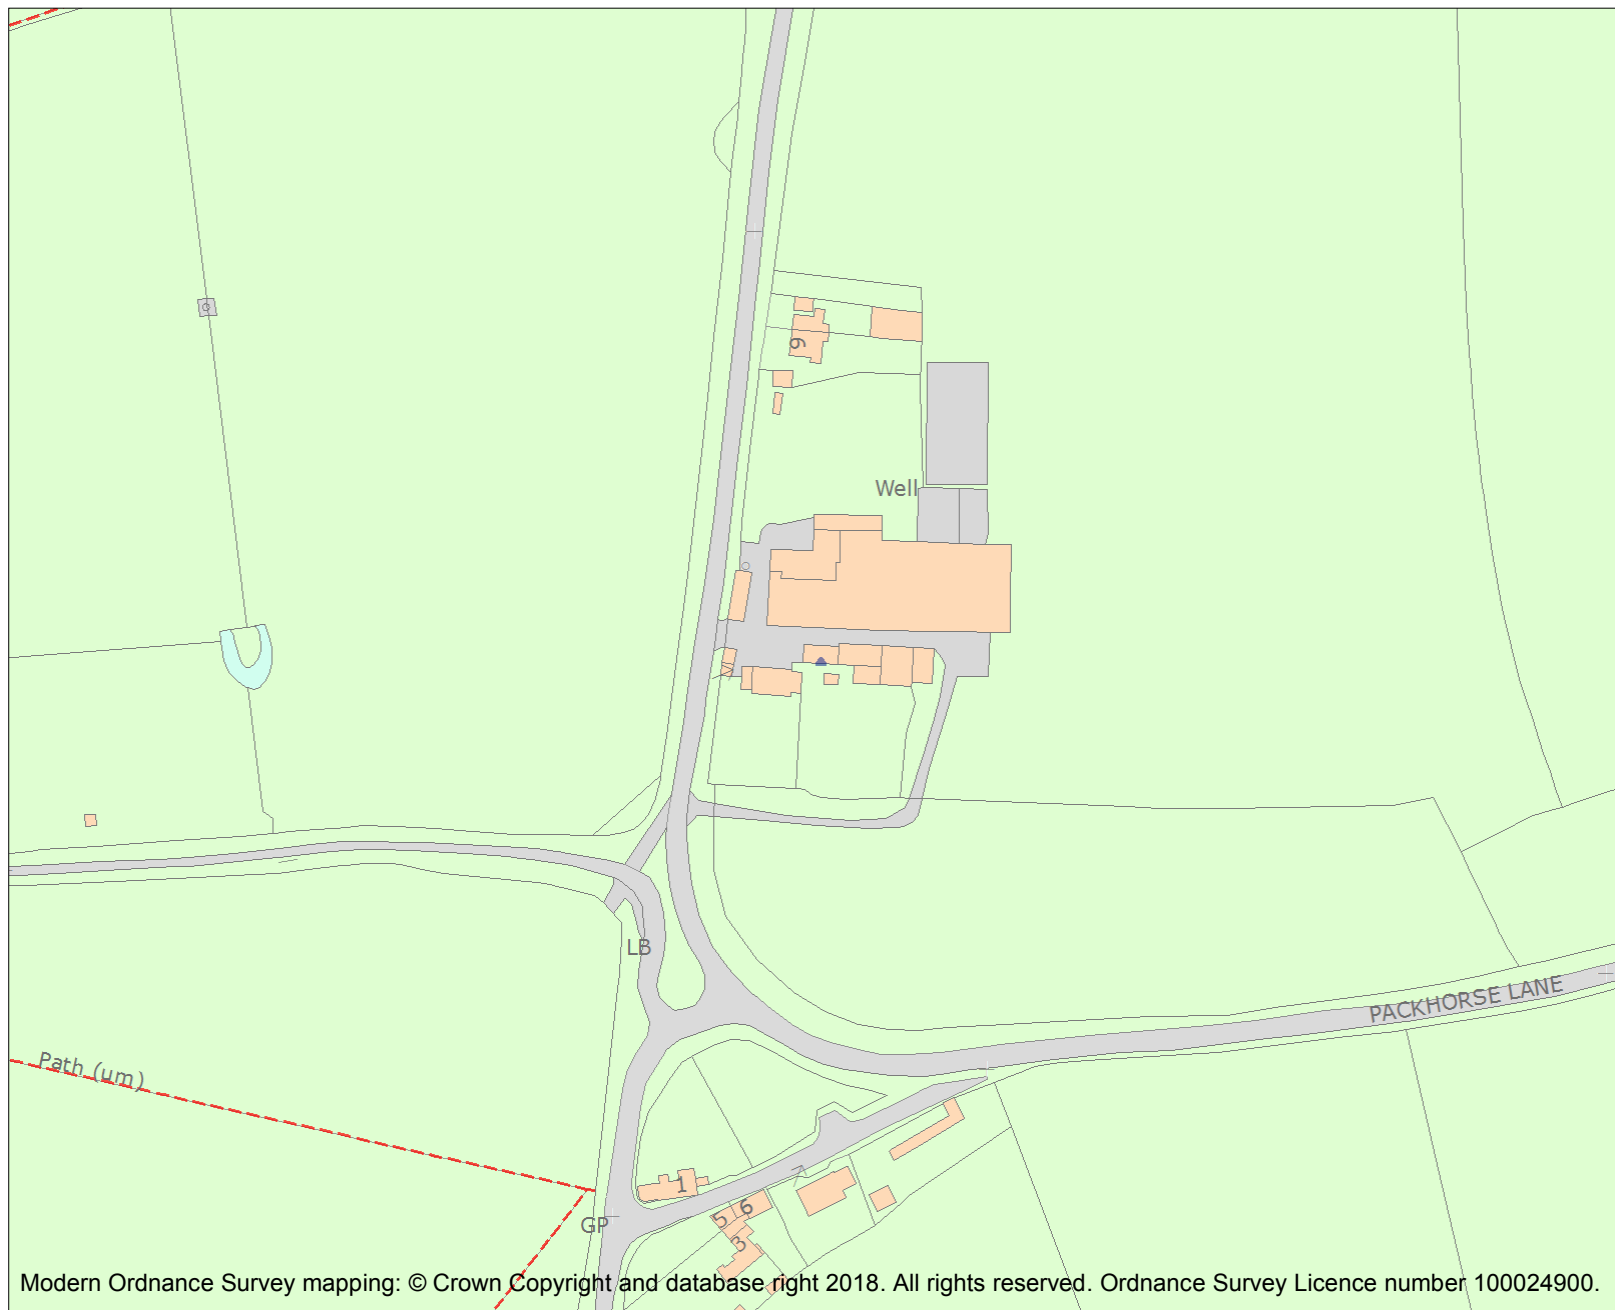 9
Well
LB
PACKHORSE LANE
Path (um)
1
GP
5
6
3
Modern Ordnance Survey mapping: © Crown Copyright and database right 2018. All rights reserved. Ordnance Survey Licence number 100024900.